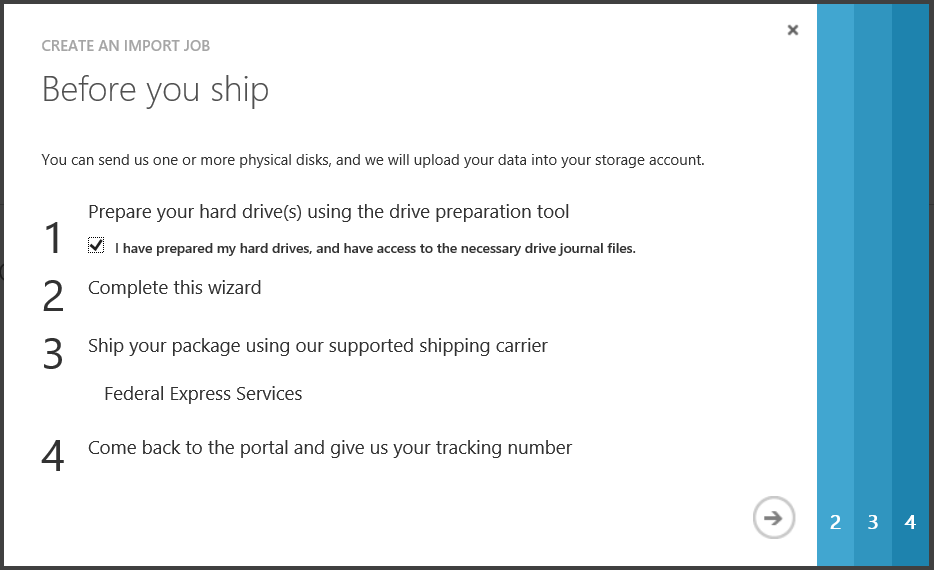 CREATE AN IMPORT JOB
Before you ship
You can send us one or more physical disks, and we will upload your data into your storage account.
1
Prepare your hard drive(s) using the drive preparation tool
I have prepared my hard drives, and have access to the necessary drive journal files.
2
Complete this wizard
3
Ship your package using our supported shipping carrier
Federal Express Services
4
Come back to the portal and give us your tracking number
2 3 4